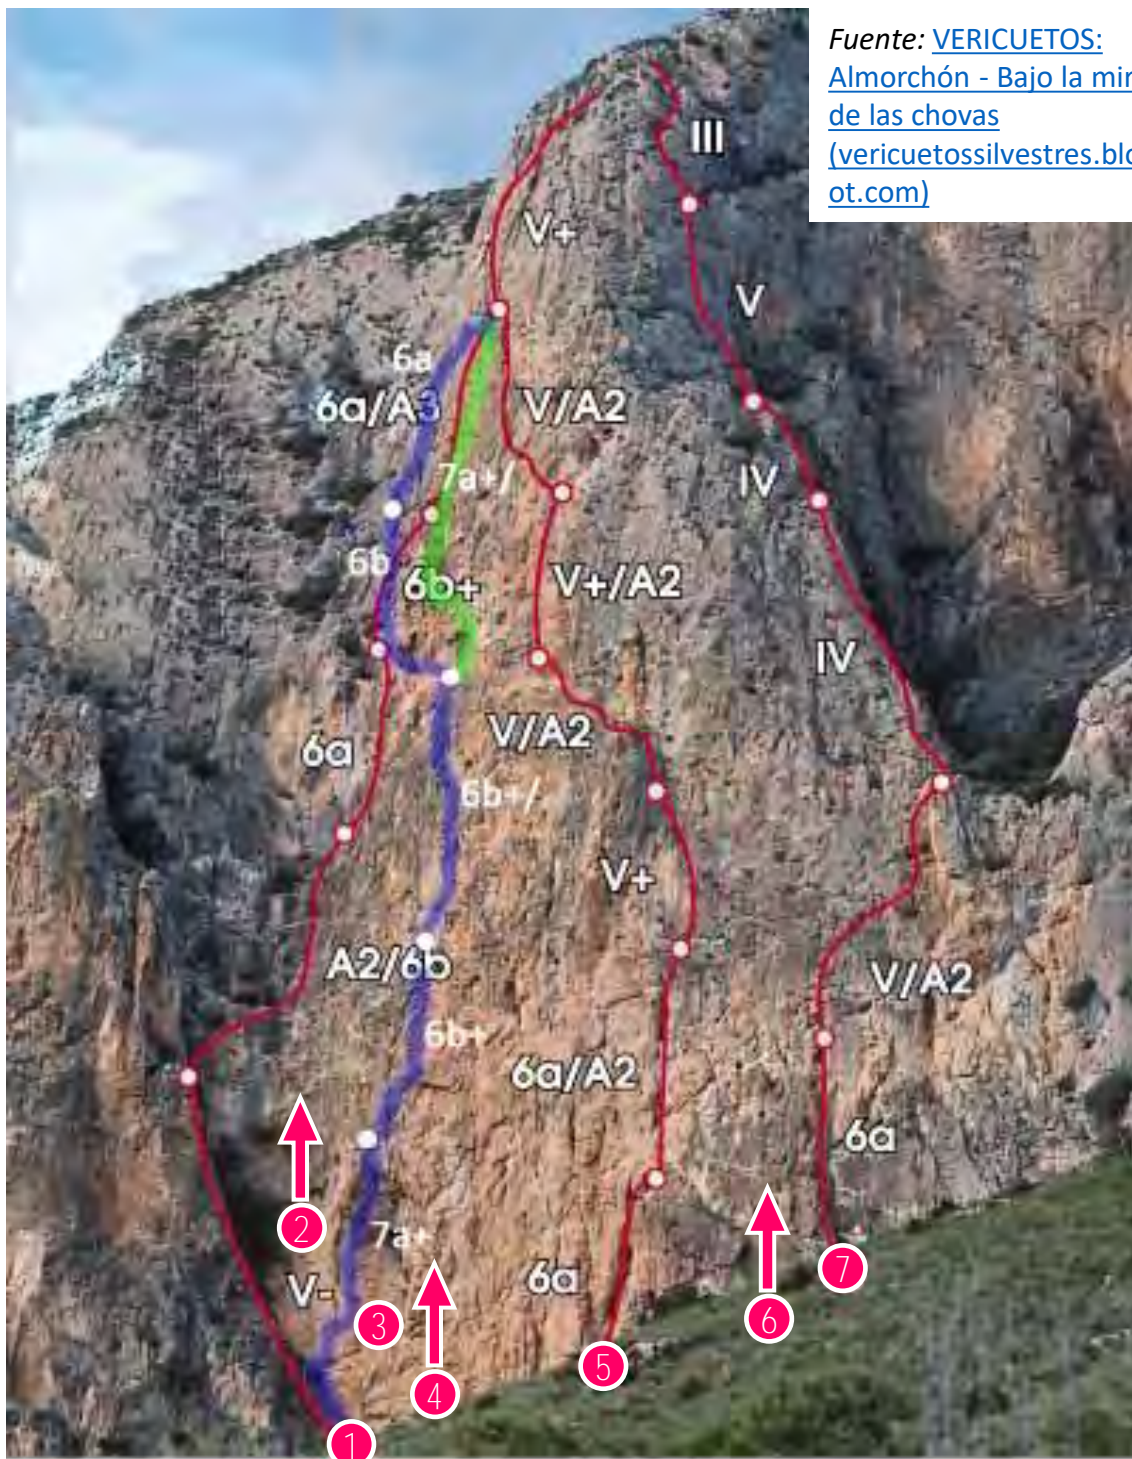 Fuente: VERICUETOS:
Almorchón - Bajo la mir
de las chovas
(vericuetossilvestres.blo
ot.com)
III
V+
V
6a
6a/A3
V/A2
7a+/
IV
6b
6b+
V+/A2
IV
6a
V/A2
6b+/
V+
A2/6b
V/A2
6b+
6a/A2
6a
2
7a+
V-
6a
7
3
6
5
4
1